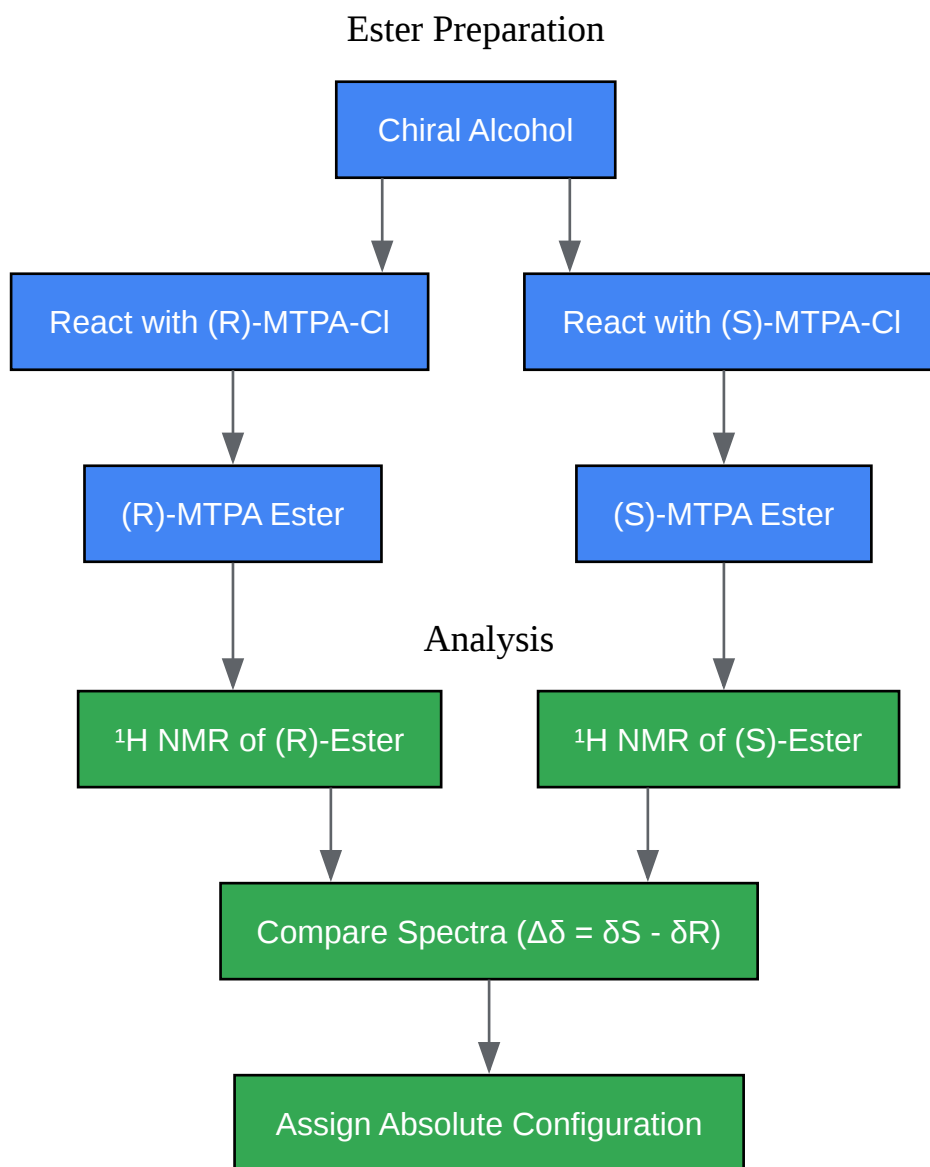 Ester Preparation
Chiral Alcohol
React with (R)-MTPA-Cl
React with (S)-MTPA-Cl
(R)-MTPA Ester
(S)-MTPA Ester
Analysis
¹H NMR of (R)-Ester
¹H NMR of (S)-Ester
Compare Spectra (Δδ = δS - δR)
Assign Absolute Configuration